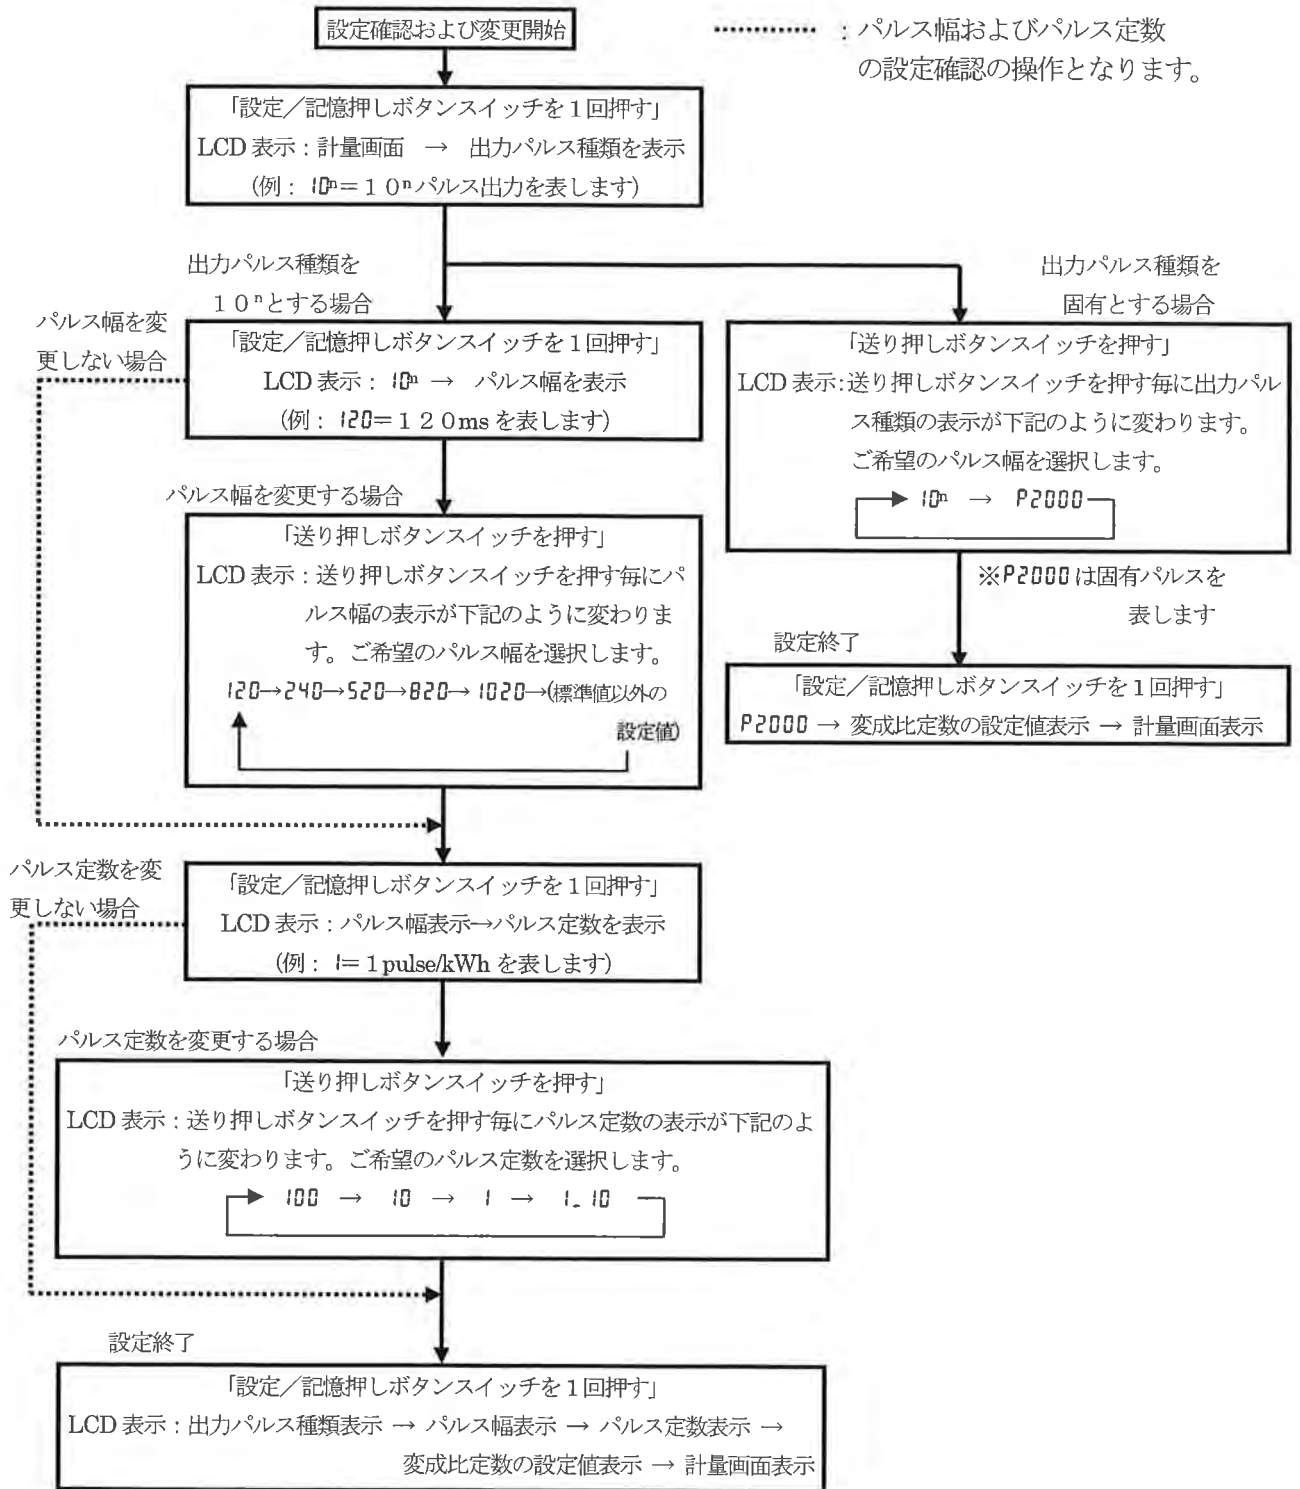 設定確認および変更開始
：パルス幅およびパルス定数
の設定確認の操作となります。
「設定／記憶押しボタンスイッチを１回押す」
LCD 表示：計量画面 → 出力パルス種類を表示
（例：10ⁿ＝１０ⁿパルス出力を表します）
出力パルス種類を
１０ⁿとする場合
出力パルス種類を
固有とする場合
パルス幅を変
更しない場合
「設定／記憶押しボタンスイッチを１回押す」
LCD 表示：10ⁿ → パルス幅を表示
（例：120＝１２０ms を表します）
「送り押しボタンスイッチを押す」
LCD 表示：送り押しボタンスイッチを押す毎に出力パル
ス種類の表示が下記のように変わります。
ご希望のパルス幅を選択します。
10ⁿ → P2000
パルス幅を変更する場合
「送り押しボタンスイッチを押す」
LCD 表示：送り押しボタンスイッチを押す毎にパ
ルス幅の表示が下記のように変わりま
す。ご希望のパルス幅を選択します。
120→240→520→820→1020→(標準値以外の
設定値)
※P2000 は固有パルスを
表します
設定終了
「設定／記憶押しボタンスイッチを１回押す」
P2000 → 変成比定数の設定値表示 → 計量画面表示
パルス定数を変
更しない場合
「設定／記憶押しボタンスイッチを１回押す」
LCD 表示：パルス幅表示→パルス定数を表示
（例：1＝１pulse/kWh を表します）
パルス定数を変更する場合
「送り押しボタンスイッチを押す」
LCD 表示：送り押しボタンスイッチを押す毎にパルス定数の表示が下記のよ
うに変わります。ご希望のパルス定数を選択します。
100 → 10 → 1 → 1_10
設定終了
「設定／記憶押しボタンスイッチを１回押す」
LCD 表示：出力パルス種類表示 → パルス幅表示 → パルス定数表示 →
変成比定数の設定値表示 → 計量画面表示